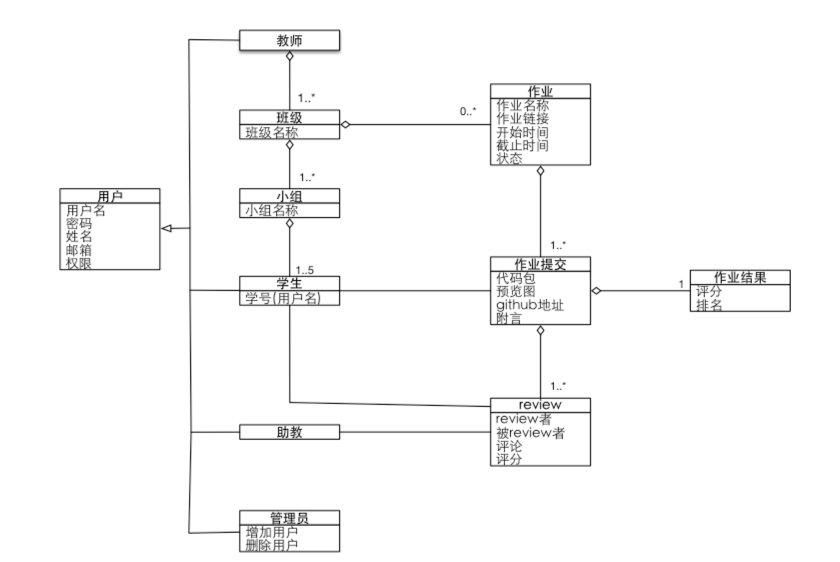 教师
1..*
班级
班级名称
0..*
作业
作业名称
作业链接
开始时间
截止时间
状态
1..*
小组
小组名称
用户
用户名
密码
姓名
邮箱
权限
1..5
学生
学号(用户名)
1..*
作业提交
代码包
预览图
github地址
附言
1
作业结果
评分
排名
1..*
review
review者
被review者
评论
评分
助教
管理员
增加用户
删除用户